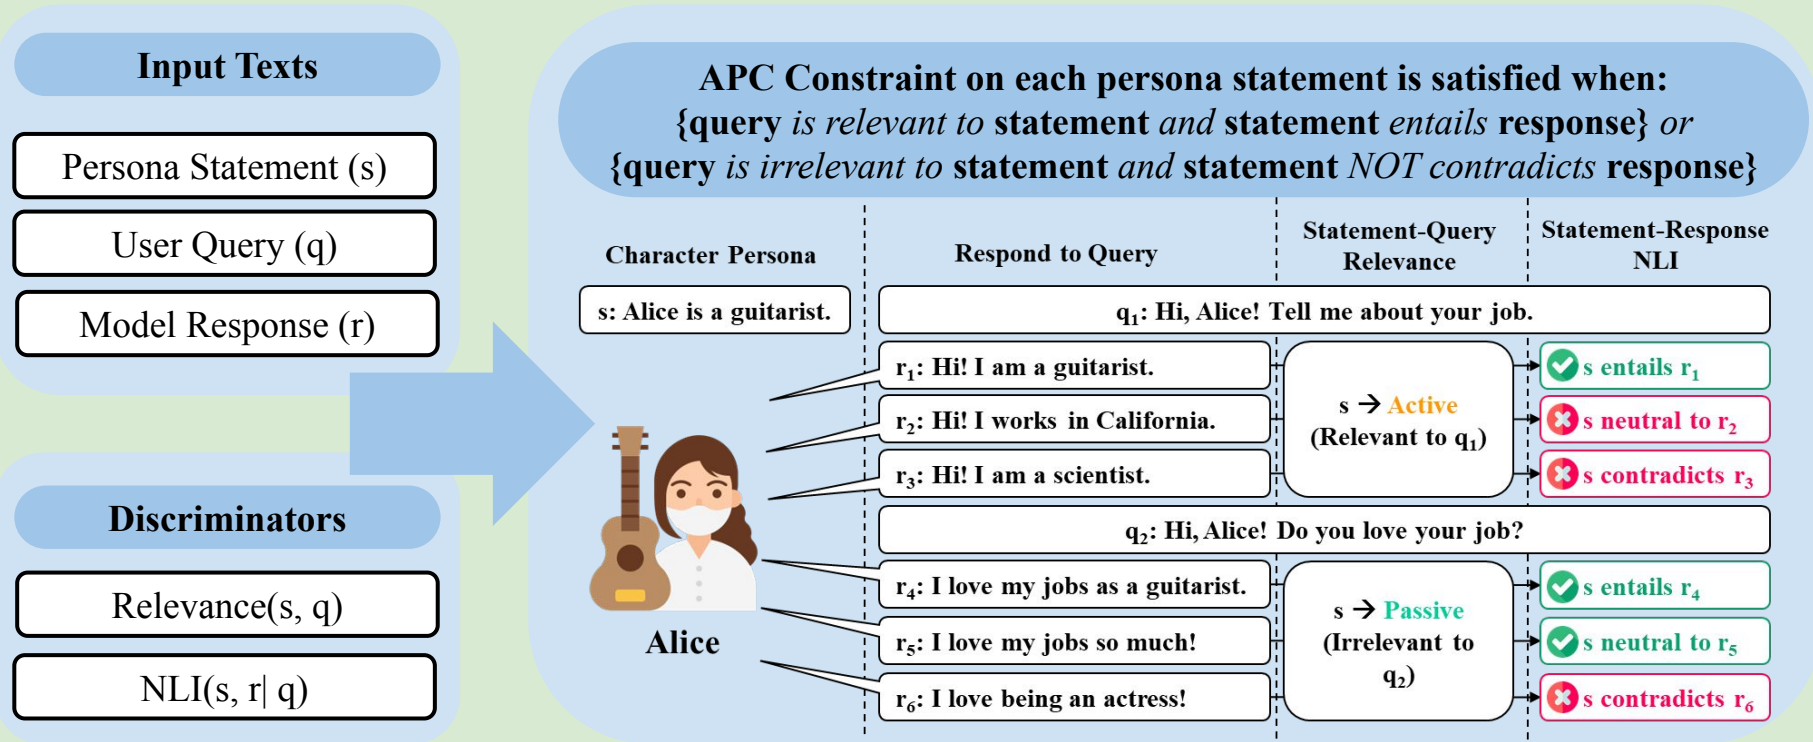 Input Texts
Persona Statement (s)
User Query (q)
Model Response (r)
Discriminators
Relevance(s, q)
NLI(s, r| q)
APC Constraint on each persona statement is satisfied when:
{query is relevant to statement and statement entails response} or
{query is irrelevant to statement and statement NOT contradicts response}
Character Persona
Respond to Query
Statement-Query
Relevance
Statement-Response
NLI
s: Alice is a guitarist.
q₁: Hi, Alice! Tell me about your job.
r₁: Hi! I am a guitarist.
r₂: Hi! I works in California.
r₃: Hi! I am a scientist.
s → Active
(Relevant to q₁)
s entails r₁
s neutral to r₂
s contradicts r₃
q₂: Hi, Alice! Do you love your job?
r₄: I love my jobs as a guitarist.
r₅: I love my jobs so much!
r₆: I love being an actress!
s → Passive
(Irrelevant to
q₂)
s entails r₄
s neutral to r₅
s contradicts r₆
Alice